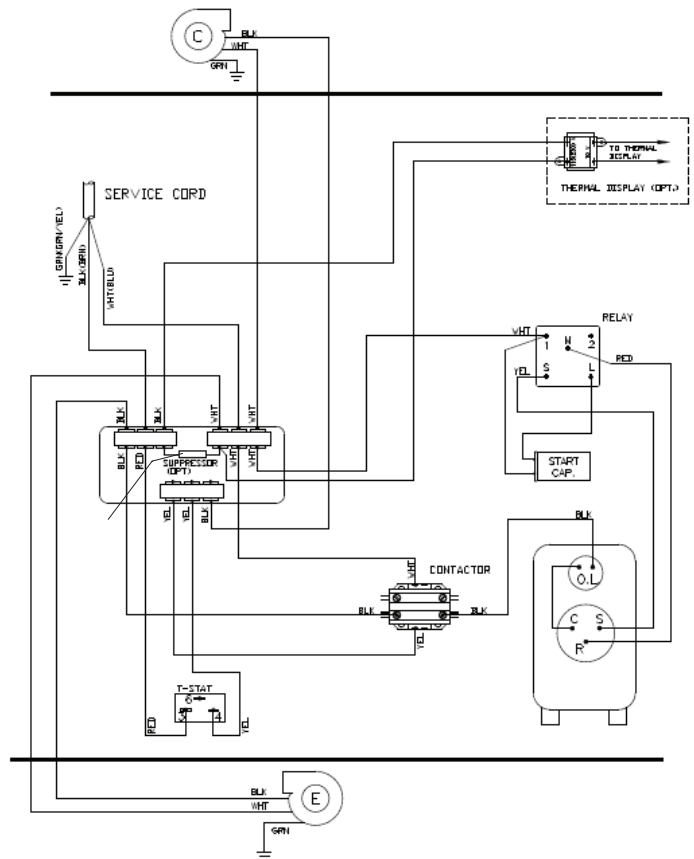 C
BLK
WHT
GRN
TO THERMAL
DISPLAY
THERMAL DISPLAY (OPT.)
SERVICE CORD
GRN(GRN/YEL)
BLK(BRN)
WHT(BLU)
RELAY
WHT
1
N
2
RED
YEL
S
L
BLK
BLK
WHT
WHT
START
CAP.
BLK
RED
SUPPRESSOR
(OPT)
WHT
WHT
YEL
YEL
BLK
BLK
WHT
CONTACTOR
O.L
BLK
BLK
C
S
R
YEL
T-STAT
6
3
4
RED
YEL
BLK
WHT
E
GRN